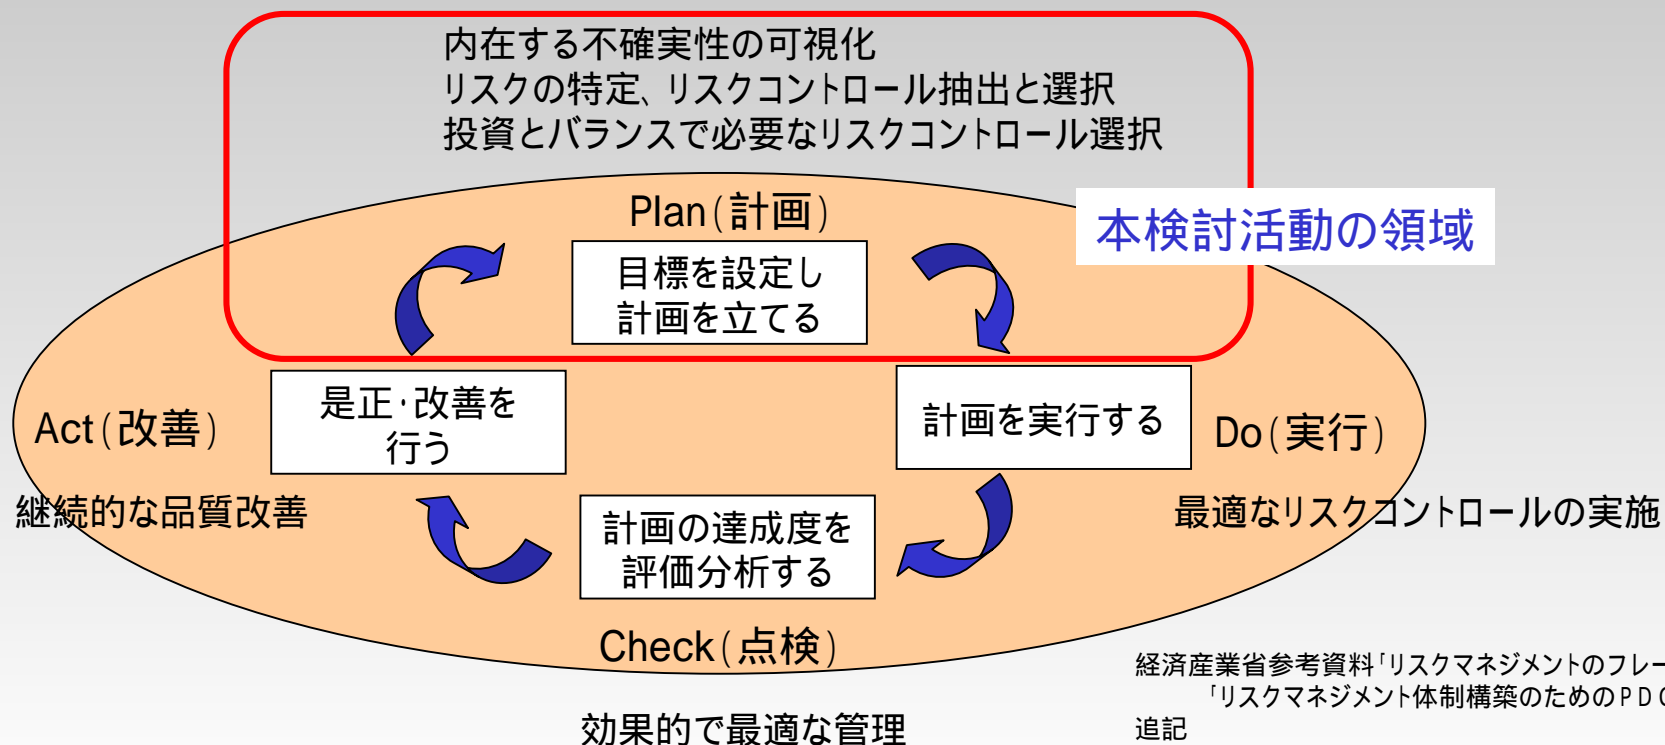 内在する不確実性の可視化
リスクの特定、リスクコントロール抽出と選択
投資とバランスで必要なリスクコントロール選択
Plan(計画)
本検討活動の領域
目標を設定し
計画を立てる
是正・改善を
行う
計画を実行する
Act(改善)
Do(実行)
継続的な品質改善
最適なリスクコントロールの実施
計画の達成度を
評価分析する
Check(点検)
効果的で最適な管理
経済産業省参考資料「リスクマネジメントのフレー
「リスクマネジメント体制構築のためのPDC
追記